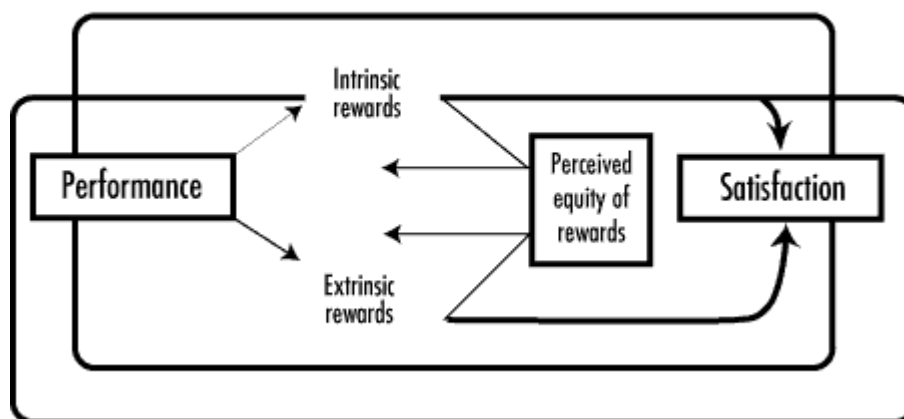 Intrinsic
rewards
Performance
Perceived
equity of
rewards
Satisfaction
Extrinsic
rewards